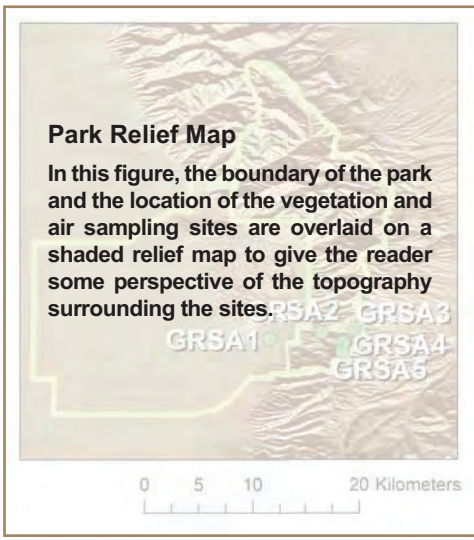 Park Relief Map
In this figure, the boundary of the park
and the location of the vegetation and
air sampling sites are overlaid on a
shaded relief map to give the reader
some perspective of the topography
surrounding the sites.
GRSA2 GRSA3
GRSA1 GRSA4
GRSA5
0 5 10 20 Kilometers